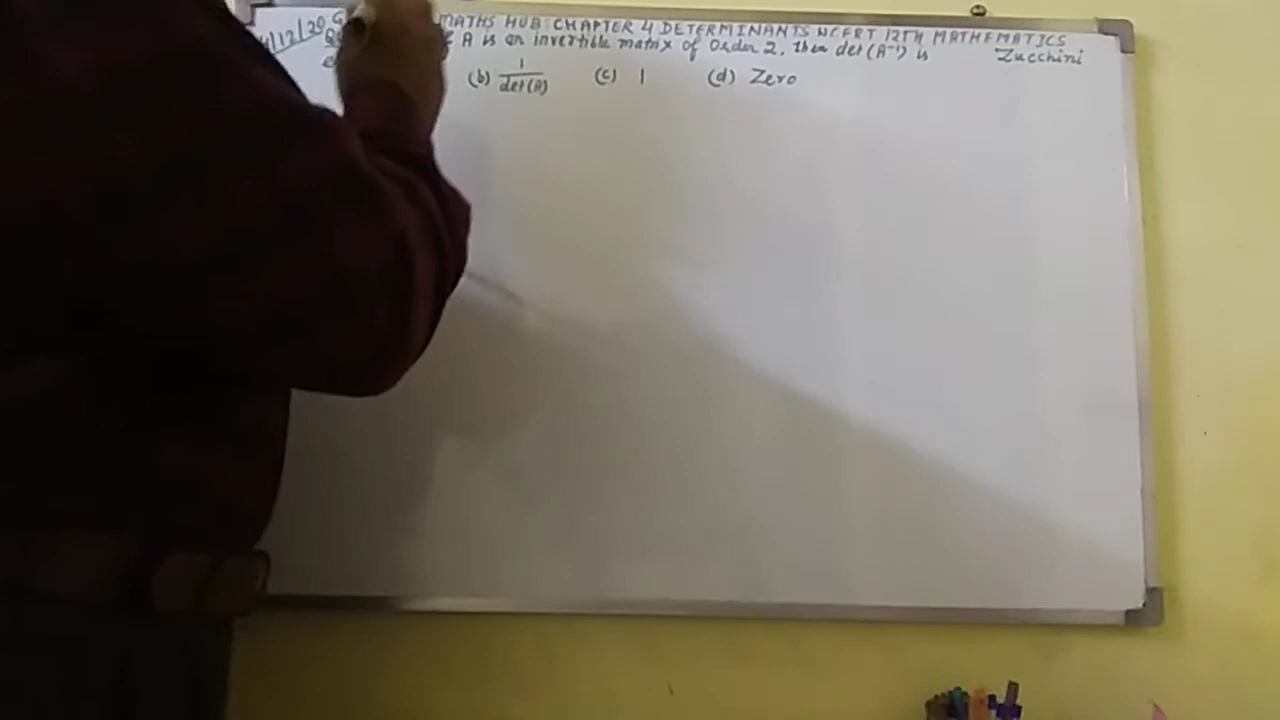 MATHS HUB: CHAPTER 4 DETERMINANTS NCERT 12TH MATHEMATICS
A is an invertible matrix of order 2, then det(A⁻¹) is Zucchini
(b) 1/det(A) (c) 1 (d) Zero